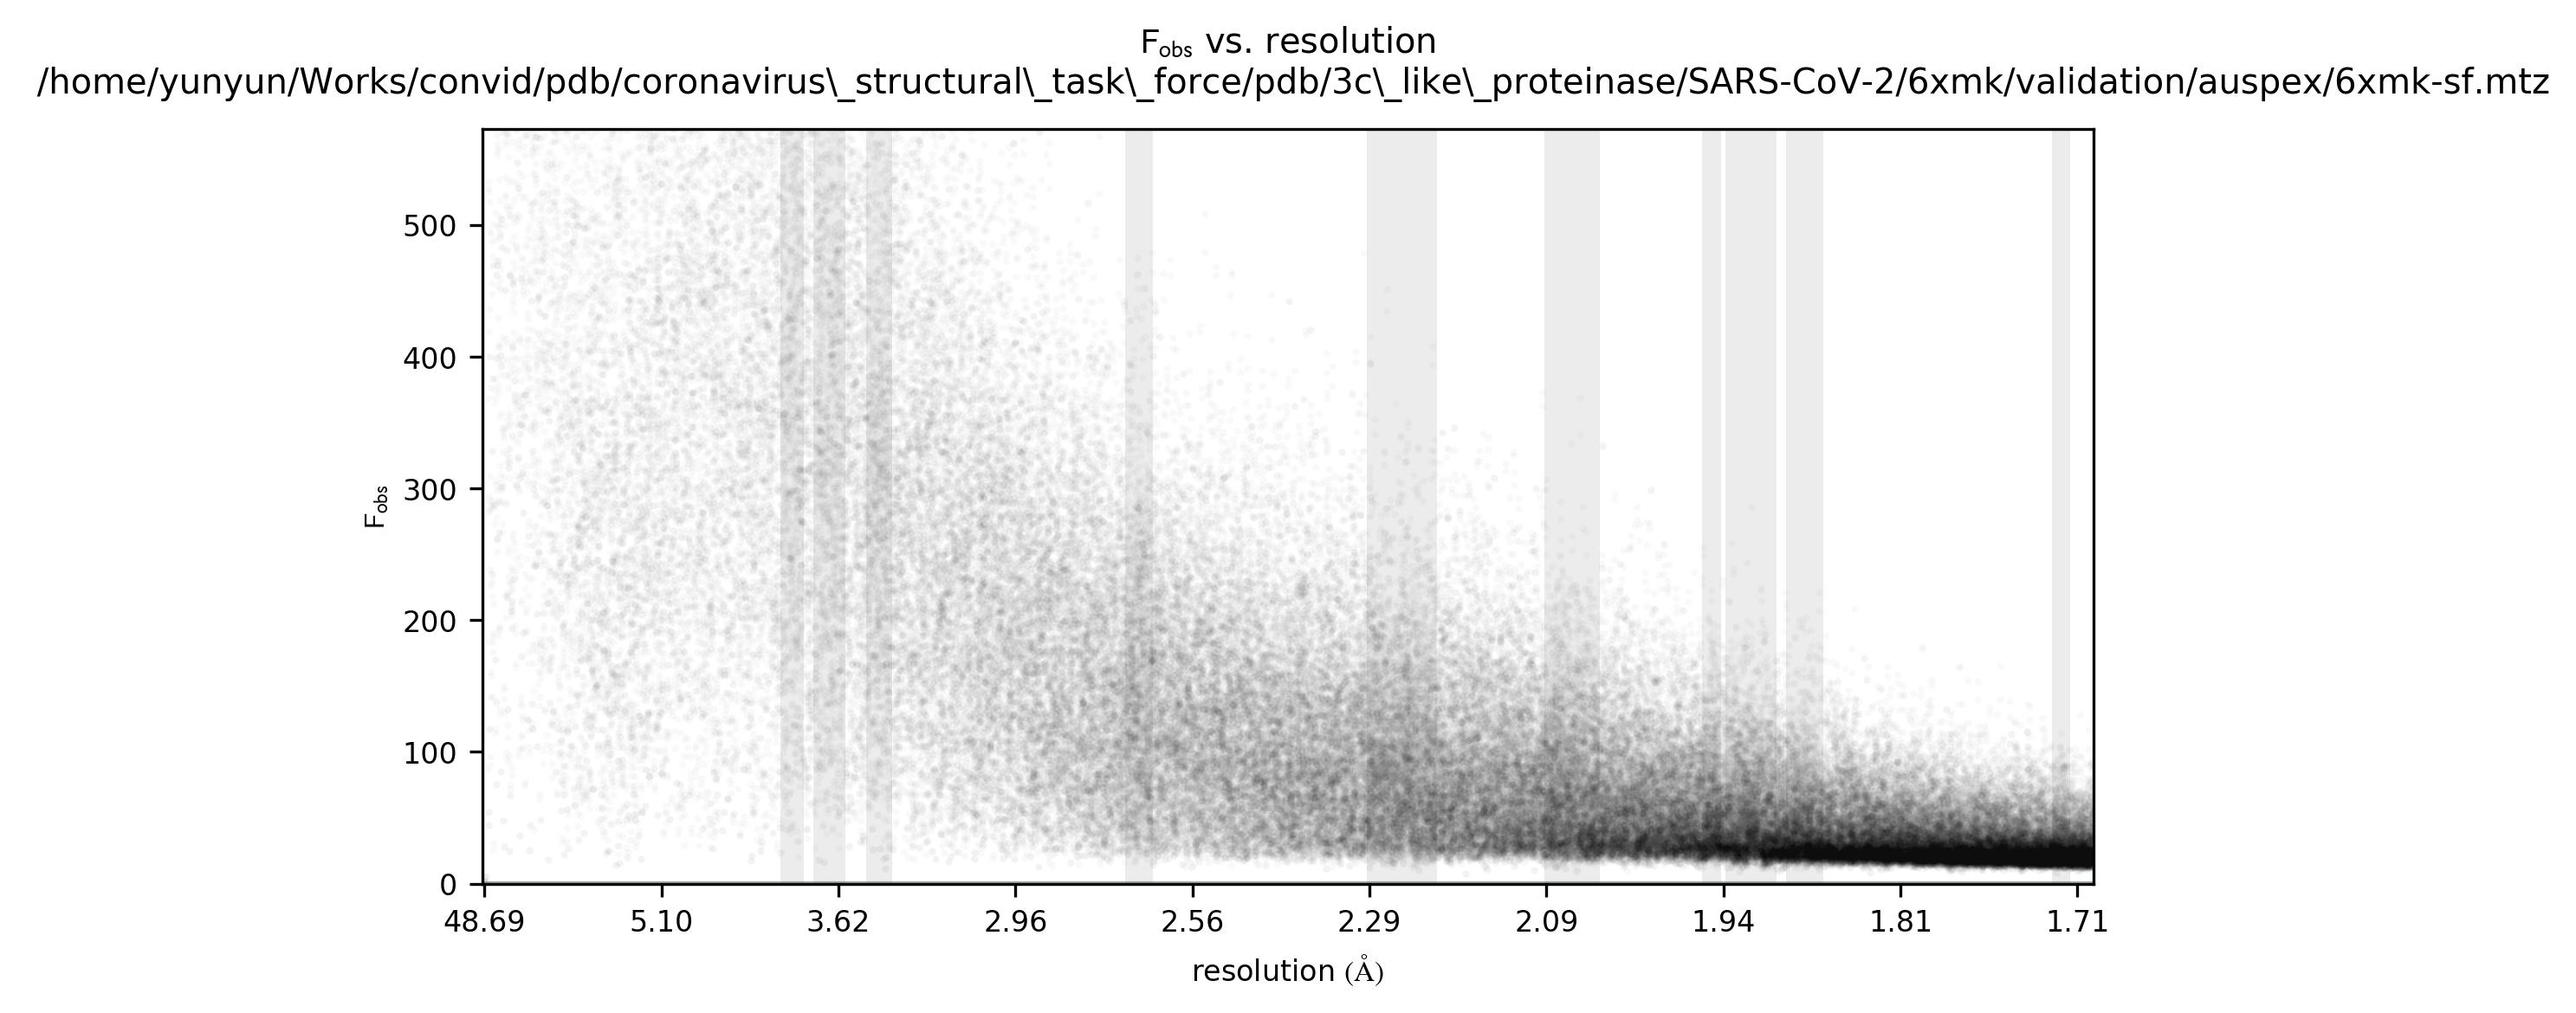 F_obs vs. resolution
/home/yunyun/Works/convid/pdb/coronavirus\_structural\_task\_force/pdb/3c\_like\_proteinase/SARS-CoV-2/6xmk/validation/auspex/6xmk-sf.mtz
F_obs
500
400
300
200
100
0
48.69 5.10 3.62 2.96 2.56 2.29 2.09 1.94 1.81 1.71
resolution (Å)